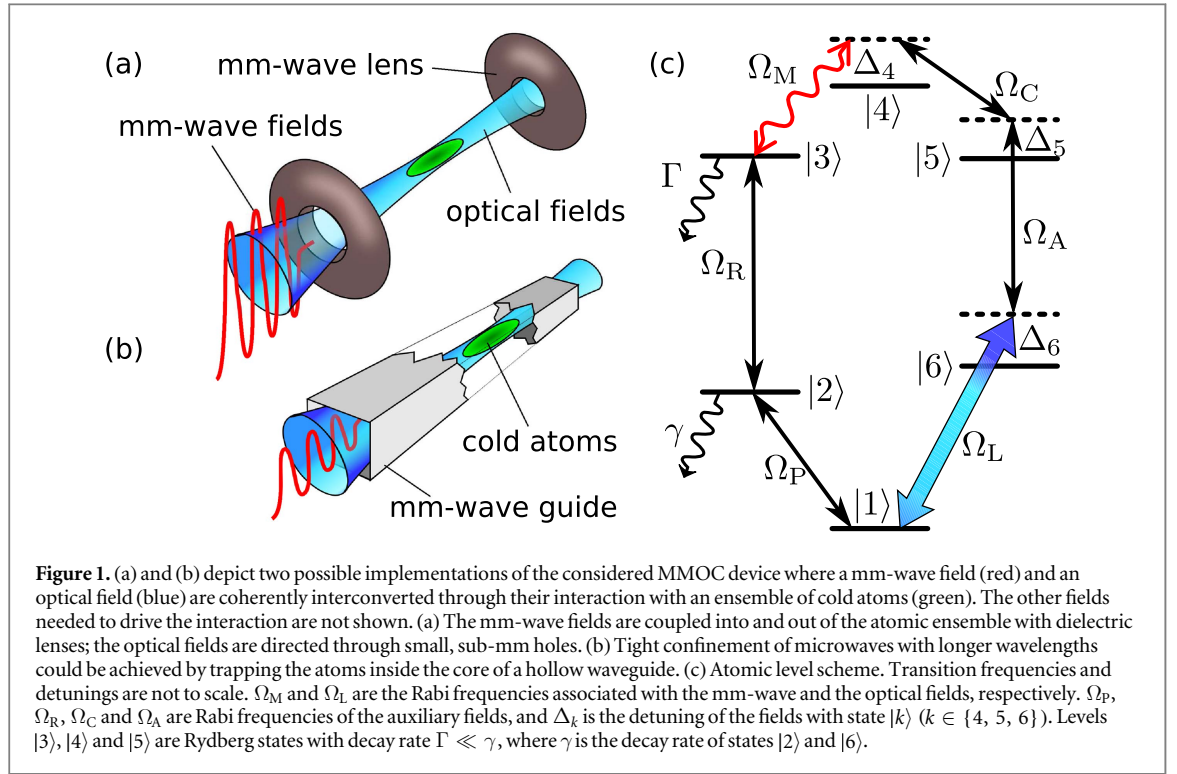 (a)
mm-wave lens
mm-wave fields
optical fields
(b)
cold atoms
mm-wave guide
(c)
Ω_M
Δ_4
|4⟩
Ω_C
Δ_5
|5⟩
|3⟩
Γ
Ω_R
Ω_A
Δ_6
|6⟩
|2⟩
γ
Ω_P
Ω_L
|1⟩
Figure 1. (a) and (b) depict two possible implementations of the considered MMOC device where a mm-wave field (red) and an
optical field (blue) are coherently interconverted through their interaction with an ensemble of cold atoms (green). The other fields
needed to drive the interaction are not shown. (a) The mm-wave fields are coupled into and out of the atomic ensemble with dielectric
lenses; the optical fields are directed through small, sub-mm holes. (b) Tight confinement of microwaves with longer wavelengths
could be achieved by trapping the atoms inside the core of a hollow waveguide. (c) Atomic level scheme. Transition frequencies and
detunings are not to scale. Ω_M and Ω_L are the Rabi frequencies associated with the mm-wave and the optical fields, respectively. Ω_P,
Ω_R, Ω_C and Ω_A are Rabi frequencies of the auxiliary fields, and Δ_k is the detuning of the fields with state |k⟩ (k ∈ {4, 5, 6}). Levels
|3⟩, |4⟩ and |5⟩ are Rydberg states with decay rate Γ ≪ γ, where γ is the decay rate of states |2⟩ and |6⟩.